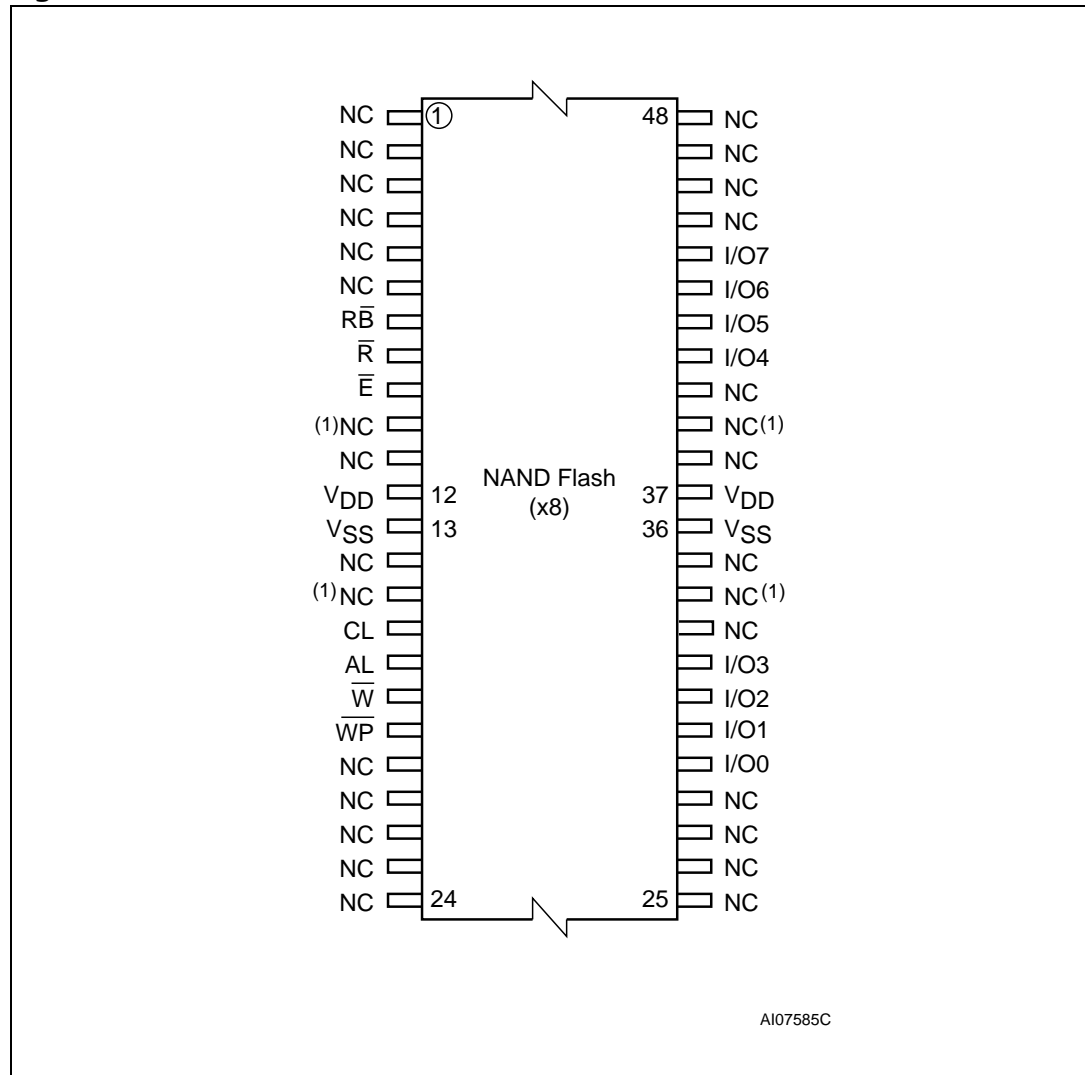 NC 1 48 NC
NC NC
NC NC
NC NC
NC I/O7
NC I/O6
RB̅ I/O5
R̅ I/O4
E̅ NC
(1)NC NC(1)
NC NC
NAND Flash
(x8)
VDD 12 37 VDD
VSS 13 36 VSS
NC NC
(1)NC NC(1)
CL NC
AL I/O3
W̅ I/O2
W̅P̅ I/O1
NC I/O0
NC NC
NC NC
NC NC
NC 24 25 NC
AI07585C